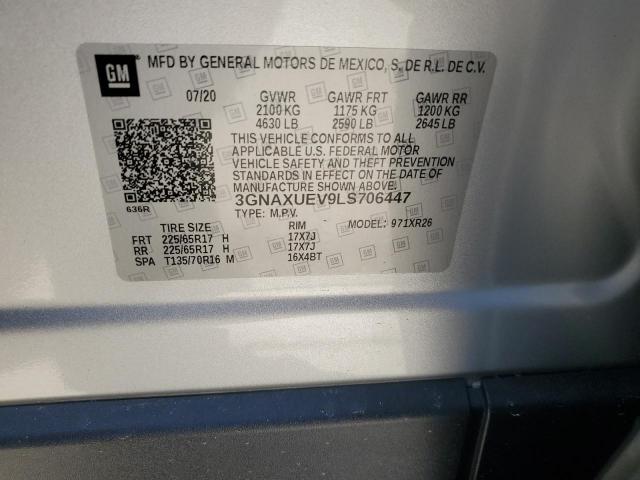 GM MFD BY GENERAL MOTORS DE MEXICO, S. DE R.L. DE C.V.
07/20 GVWR GAWR FRT GAWR RR
2100 KG 1175 KG 1200 KG
4630 LB 2590 LB 2645 LB
THIS VEHICLE CONFORMS TO ALL
APPLICABLE U.S. FEDERAL MOTOR
VEHICLE SAFETY AND THEFT PREVENTION
STANDARDS IN EFFECT ON THE DATE OF
MANUFACTURE SHOWN ABOVE.
636R 3GNAXUEV9LS706447
TYPE: M.P.V. MODEL: 971XR26
TIRE SIZE RIM
FRT 225/65R17 H 17X7J
RR 225/65R17 H 17X7J
SPA T135/70R16 M 16X4BT